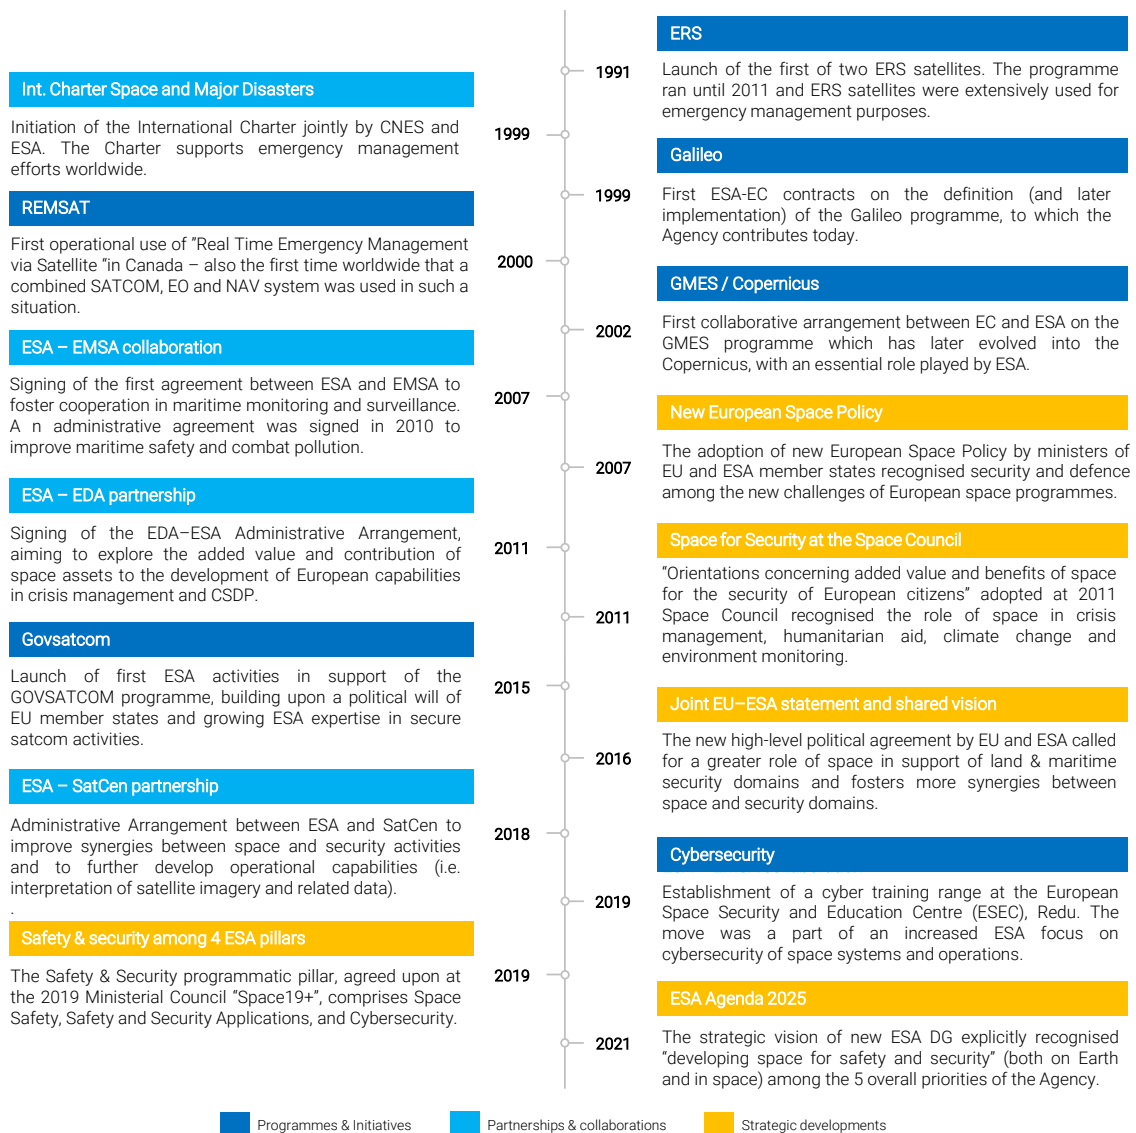 ERS
1991
Launch of the first of two ERS satellites. The programme
ran until 2011 and ERS satellites were extensively used for
emergency management purposes.
Int. Charter Space and Major Disasters
Initiation of the International Charter jointly by CNES and
ESA. The Charter supports emergency management
efforts worldwide.
1999
Galileo
1999
First ESA-EC contracts on the definition (and later
implementation) of the Galileo programme, to which the
Agency contributes today.
REMSAT
First operational use of ”Real Time Emergency Management
via Satellite “in Canada – also the first time worldwide that a
combined SATCOM, EO and NAV system was used in such a
situation.
2000
GMES / Copernicus
2002
First collaborative arrangement between EC and ESA on the
GMES programme which has later evolved into the
Copernicus, with an essential role played by ESA.
ESA – EMSA collaboration
Signing of the first agreement between ESA and EMSA to
foster cooperation in maritime monitoring and surveillance.
A n administrative agreement was signed in 2010 to
improve maritime safety and combat pollution.
2007
New European Space Policy
2007
The adoption of new European Space Policy by ministers of
EU and ESA member states recognised security and defence
among the new challenges of European space programmes.
ESA – EDA partnership
Signing of the EDA–ESA Administrative Arrangement,
aiming to explore the added value and contribution of
space assets to the development of European capabilities
in crisis management and CSDP.
2011
Space for Security at the Space Council
2011
“Orientations concerning added value and benefits of space
for the security of European citizens” adopted at 2011
Space Council recognised the role of space in crisis
management, humanitarian aid, climate change and
environment monitoring.
Govsatcom
Launch of first ESA activities in support of the
GOVSATCOM programme, building upon a political will of
EU member states and growing ESA expertise in secure
satcom activities.
2015
Joint EU–ESA statement and shared vision
2016
The new high-level political agreement by EU and ESA called
for a greater role of space in support of land & maritime
security domains and fosters more synergies between
space and security domains.
ESA – SatCen partnership
Administrative Arrangement between ESA and SatCen to
improve synergies between space and security activities
and to further develop operational capabilities (i.e.
interpretation of satellite imagery and related data).
.
2018
Cybersecurity
2019
Establishment of a cyber training range at the European
Space Security and Education Centre (ESEC), Redu. The
move was a part of an increased ESA focus on
cybersecurity of space systems and operations.
Safety & security among 4 ESA pillars
The Safety & Security programmatic pillar, agreed upon at
the 2019 Ministerial Council “Space19+”, comprises Space
Safety, Safety and Security Applications, and Cybersecurity.
2019
ESA Agenda 2025
2021
The strategic vision of new ESA DG explicitly recognised
“developing space for safety and security” (both on Earth
and in space) among the 5 overall priorities of the Agency.
Programmes & Initiatives
Partnerships & collaborations
Strategic developments